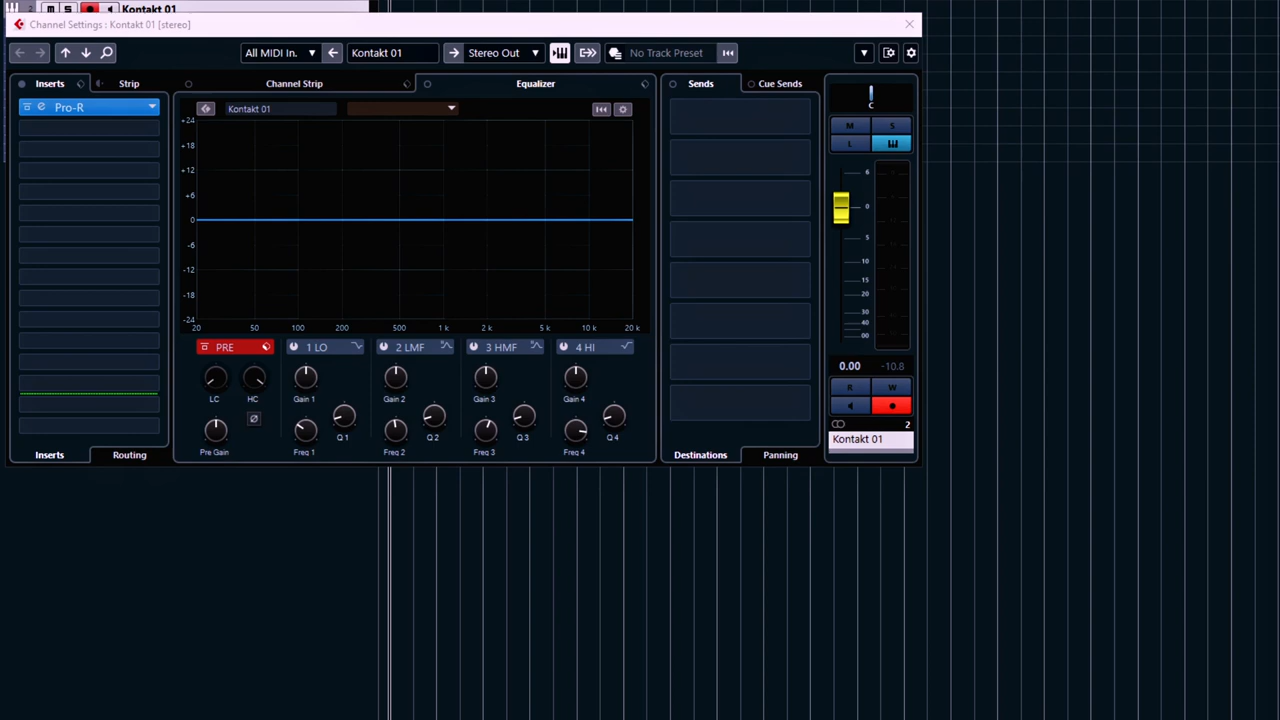 2 M S Kontakt 01
Channel Settings : Kontakt 01 [stereo]
All MIDI In. Kontakt 01 Stereo Out No Track Preset
Inserts Strip Channel Strip Equalizer Sends Cue Sends
Pro-R
Kontakt 01
+24
+18
+12
+6
0
-6
-12
-18
-24
20 50 100 200 500 1 k 2 k 5 k 10 k 20 k
PRE 1 LO 2 LMF 3 HMF 4 HI
LC HC Gain 1 Gain 2 Gain 3 Gain 4
Q 1 Q 2 Q 3 Q 4
Pre Gain Freq 1 Freq 2 Freq 3 Freq 4
Inserts Routing Destinations Panning
C
M S
L
6
0
5
10
15
20
30
40
00
0.00 -10.8
R W
2
Kontakt 01